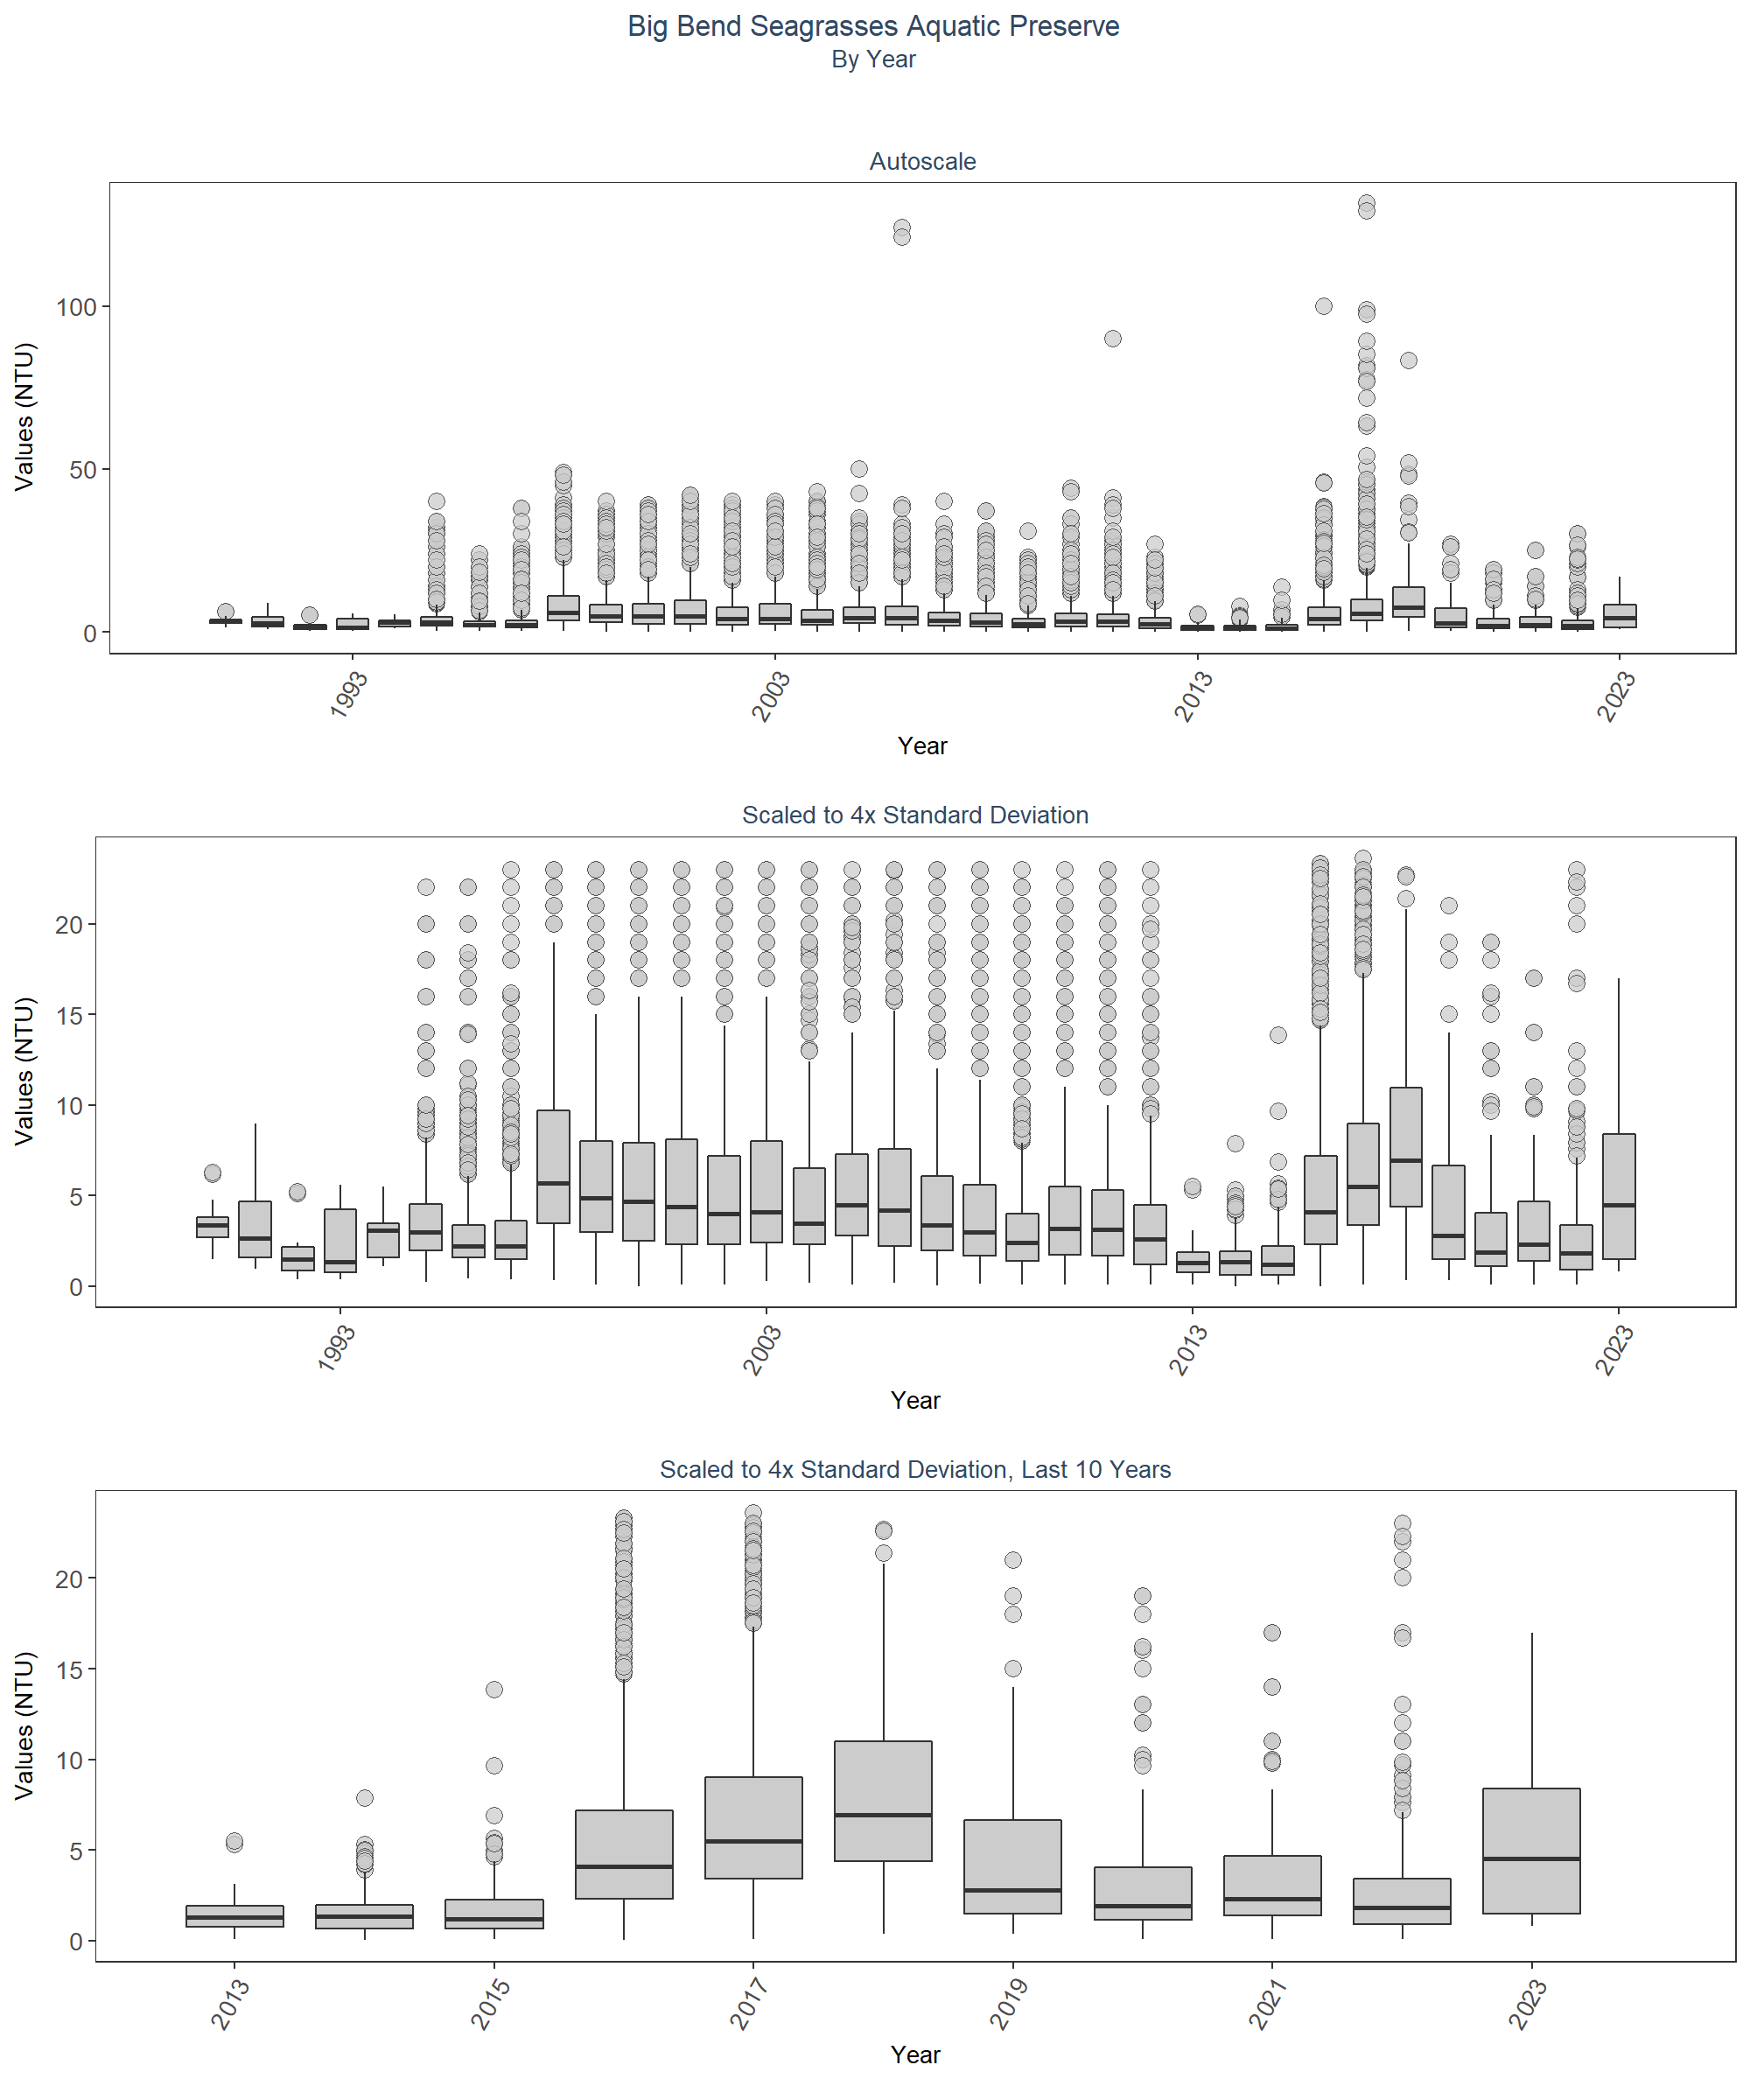 Big Bend Seagrasses Aquatic Preserve
By Year
Autoscale
Values (NTU)
100
50
0
1993
2003
2013
2023
Year
Scaled to 4x Standard Deviation
Values (NTU)
20
15
10
5
0
1993
2003
2013
2023
Year
Scaled to 4x Standard Deviation, Last 10 Years
Values (NTU)
20
15
10
5
0
2013
2015
2017
2019
2021
2023
Year